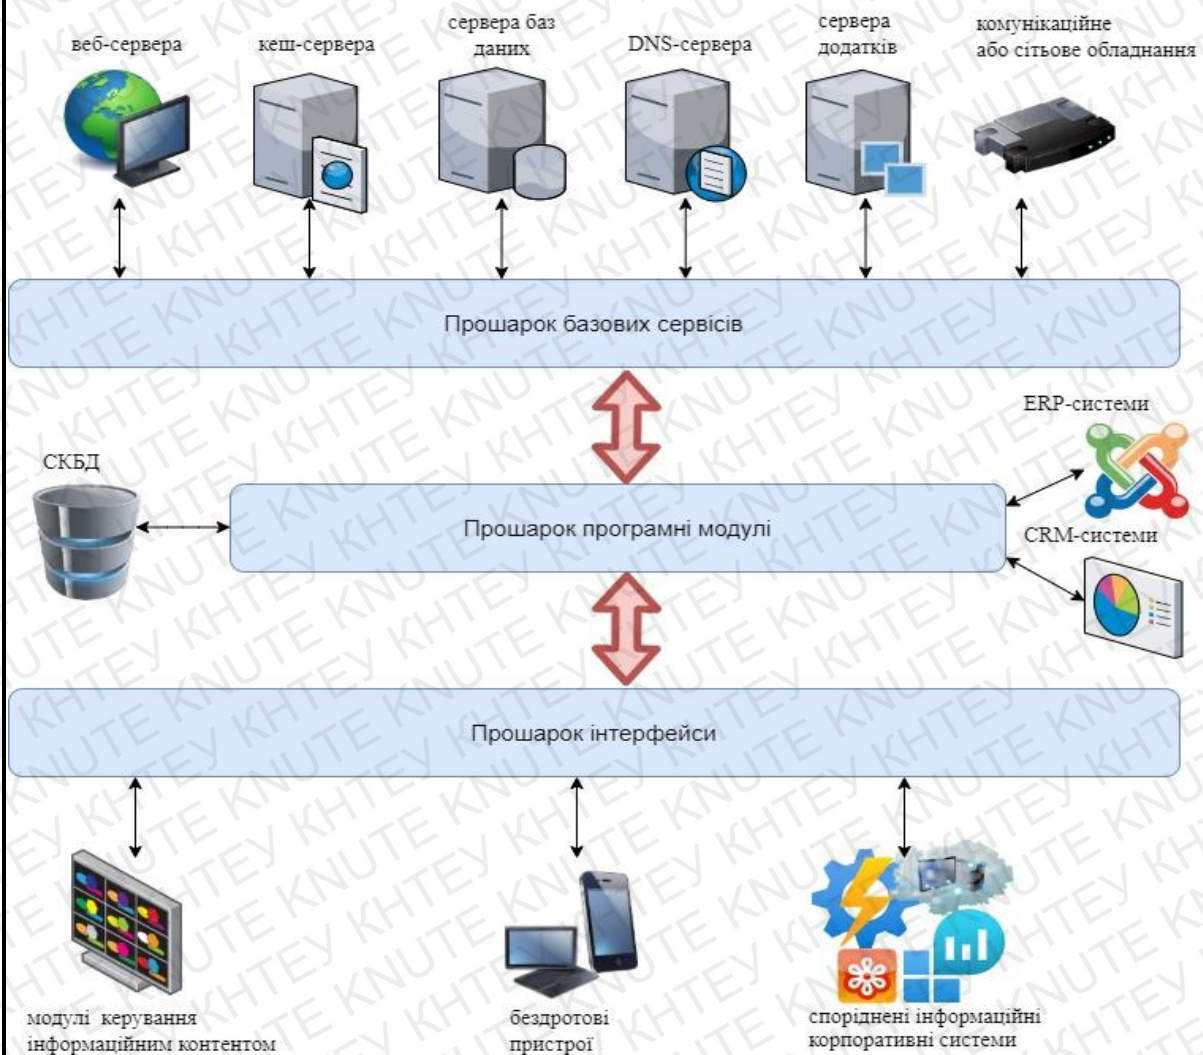 веб-сервера
кеш-сервера
сервера баз
даних
DNS-сервера
сервера
додатків
комунікаційне
або сітьове обладнання
Прошарок базових сервісів
ERP-системи
СКБД
Прошарок програмні модулі
CRM-системи
Прошарок інтерфейси
модулі керування
інформаційним контентом
бездротові
пристрої
споріднені інформаційні
корпоративні системи
KHTEY KNUTE